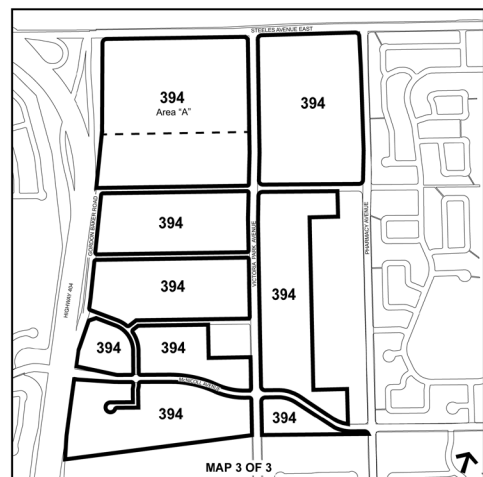 STEELES AVENUE EAST
394
Area "A"
394
GORDON BAKER ROAD
394
VICTORIA PARK AVENUE
PHARMACY AVENUE
HIGHWAY 404
394
394
394
394
McNICOLL AVENUE
394
394
MAP 3 OF 3